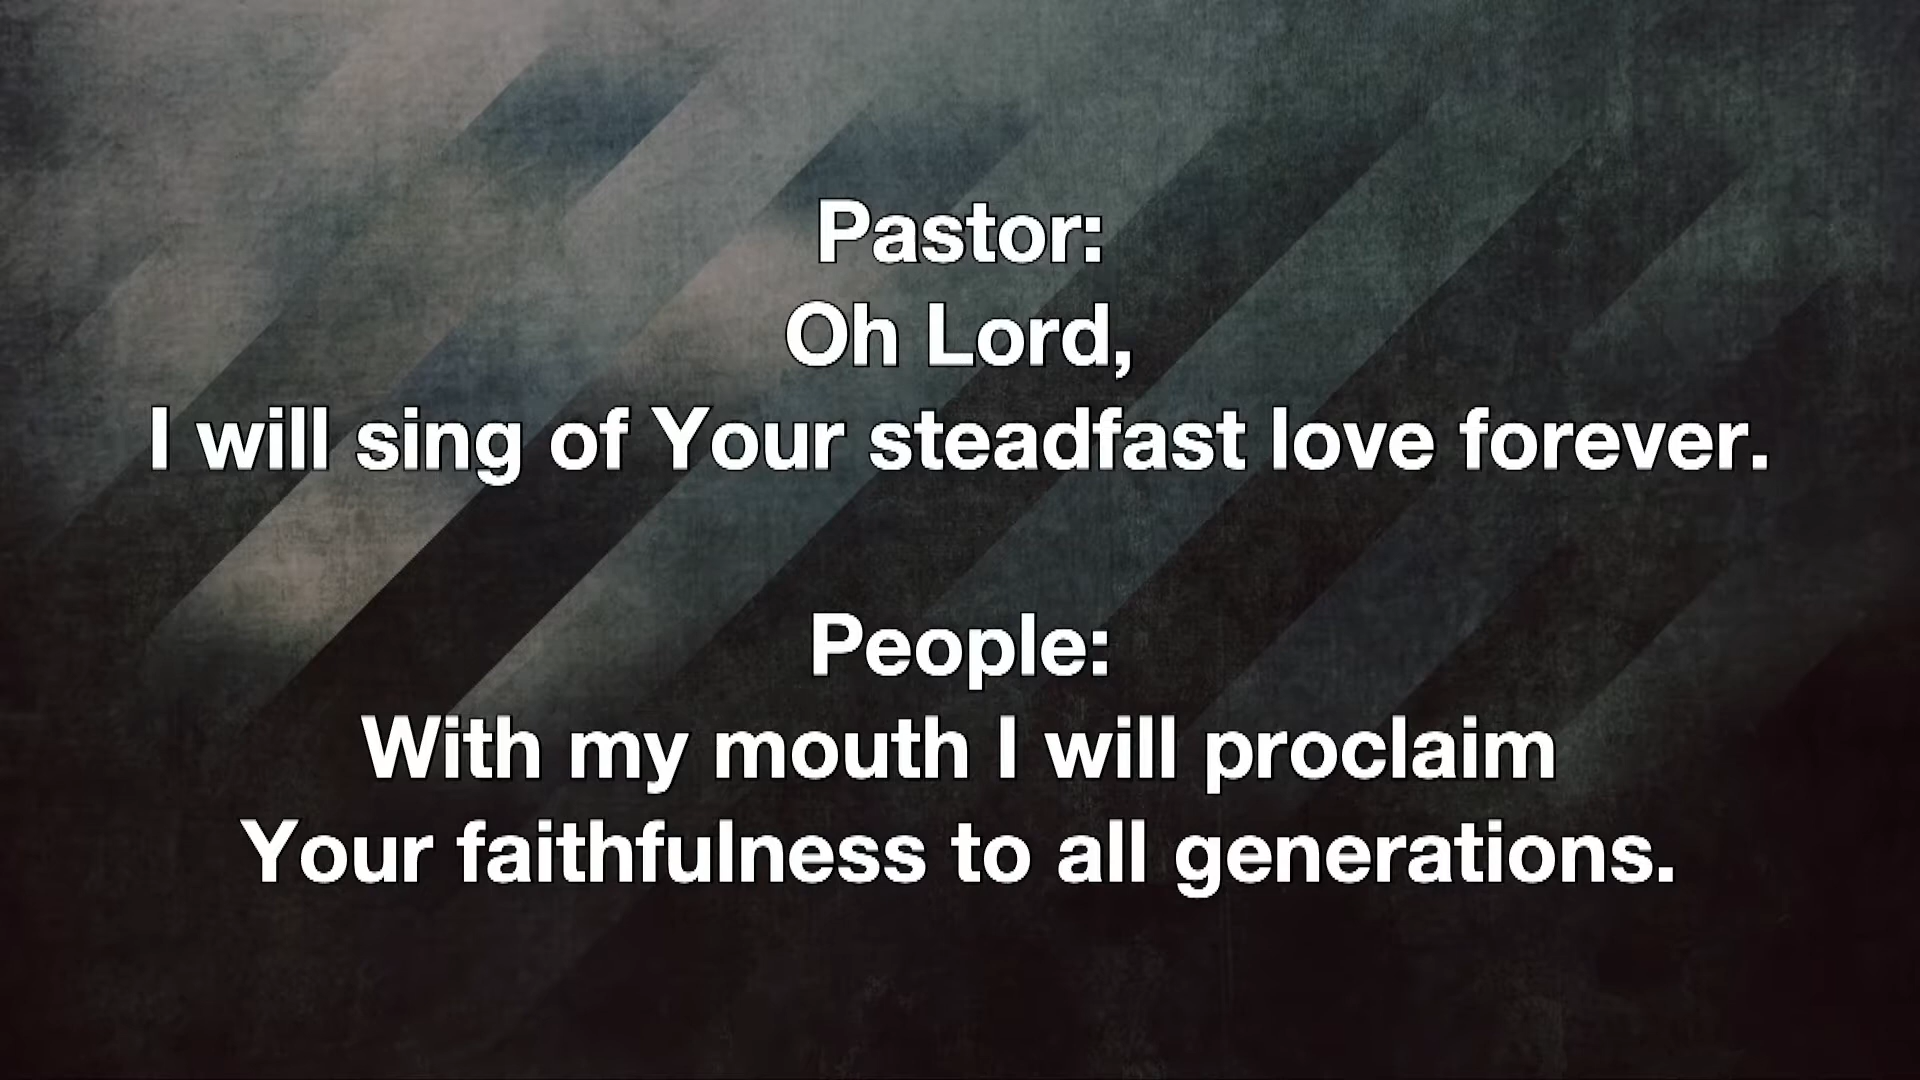 Pastor:
Oh Lord,
I will sing of Your steadfast love forever.
People:
With my mouth I will proclaim
Your faithfulness to all generations.